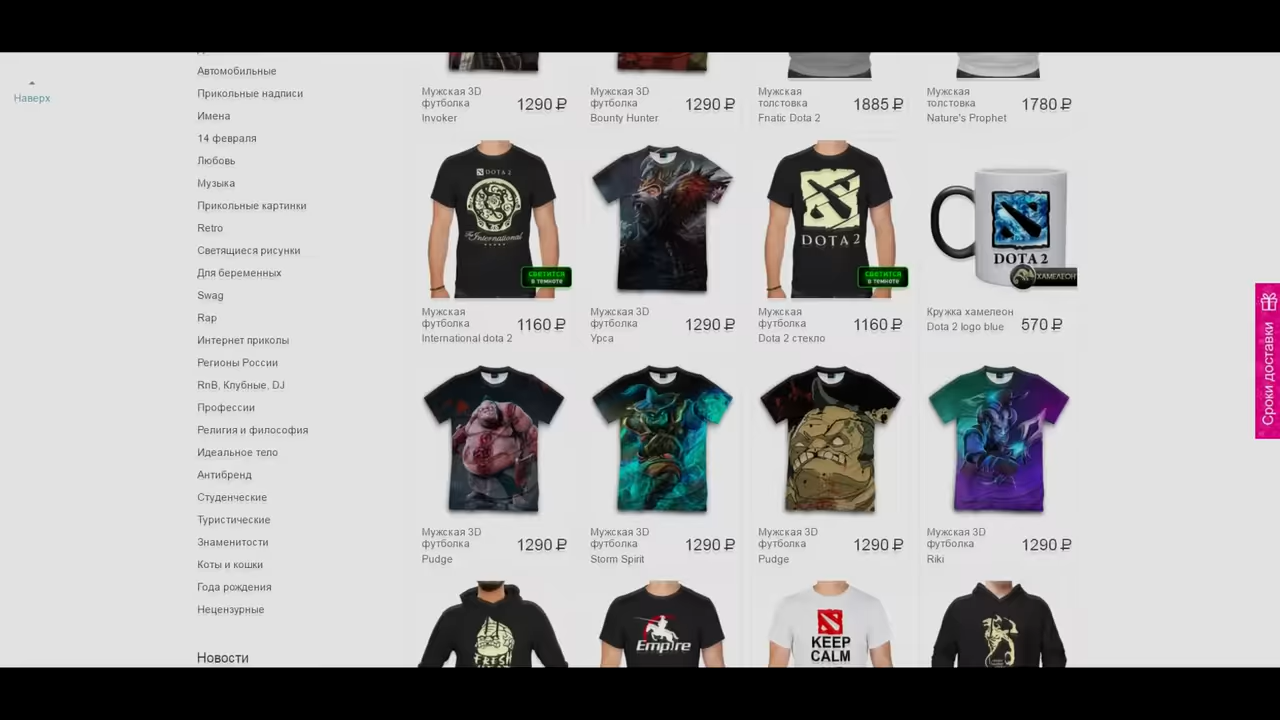 Наверх
Автомобильные
Прикольные надписи
Имена
14 февраля
Любовь
Музыка
Прикольные картинки
Retro
Светящиеся рисунки
Для беременных
Swag
Rap
Интернет приколы
Регионы России
RnB, Клубные, DJ
Профессии
Религия и философия
Идеальное тело
Антибренд
Студенческие
Туристические
Знаменитости
Коты и кошки
Года рождения
Нецензурные
Новости
Мужская 3D
футболка
Invoker
1290 ₽
Мужская 3D
футболка
Bounty Hunter
1290 ₽
Мужская
толстовка
Fnatic Dota 2
1885 ₽
Мужская
толстовка
Nature's Prophet
1780 ₽
DOTA 2
The International
СВЕТИТСЯ
В ТЕМНОТЕ
Мужская
футболка
International dota 2
1160 ₽
Мужская 3D
футболка
Урса
1290 ₽
DOTA 2
СВЕТИТСЯ
В ТЕМНОТЕ
Мужская
футболка
Dota 2 стекло
1160 ₽
DOTA 2
ХАМЕЛЕОН
Кружка хамелеон
Dota 2 logo blue
570 ₽
Мужская 3D
футболка
Pudge
1290 ₽
Мужская 3D
футболка
Storm Spirit
1290 ₽
Мужская 3D
футболка
Pudge
1290 ₽
Мужская 3D
футболка
Riki
1290 ₽
FRESH
Empire
KEEP
CALM
Сроки доставки